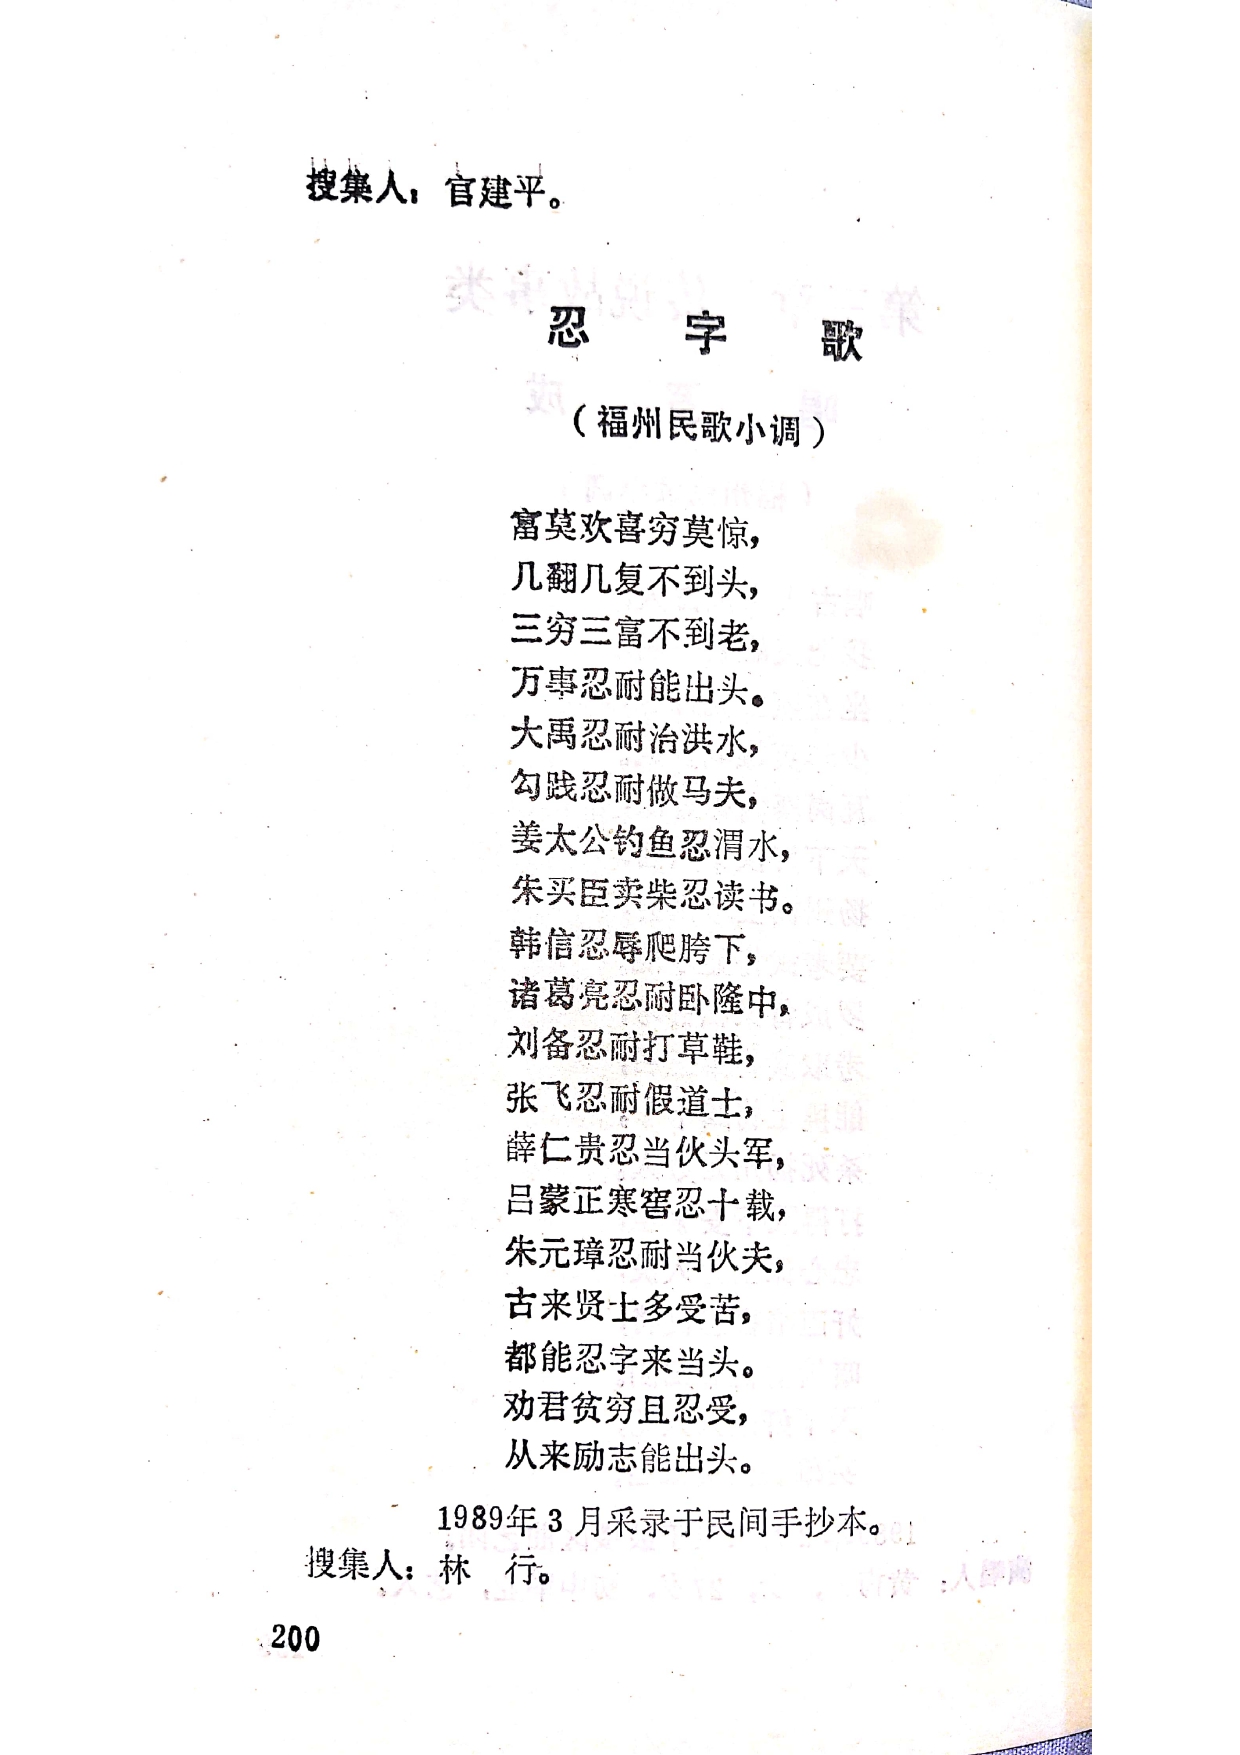 搜集人：官建平。
忍字歌
（福州民歌小调）
富莫欢喜穷莫惊，
几翻几复不到头，
三穷三富不到老，
万事忍耐能出头。
大禹忍耐治洪水，
勾践忍耐做马夫，
姜太公钓鱼忍渭水，
朱买臣卖柴忍读书。
韩信忍辱爬胯下，
诸葛亮忍耐卧隆中，
刘备忍耐打草鞋，
张飞忍耐假道士，
薛仁贵忍当伙头军，
吕蒙正寒窑忍十载，
朱元璋忍耐当伙夫，
古来贤士多受苦，
都能忍字来当头。
劝君贫穷且忍受，
从来励志能出头。
1989年3月采录于民间手抄本。
搜集人：林　行。
200